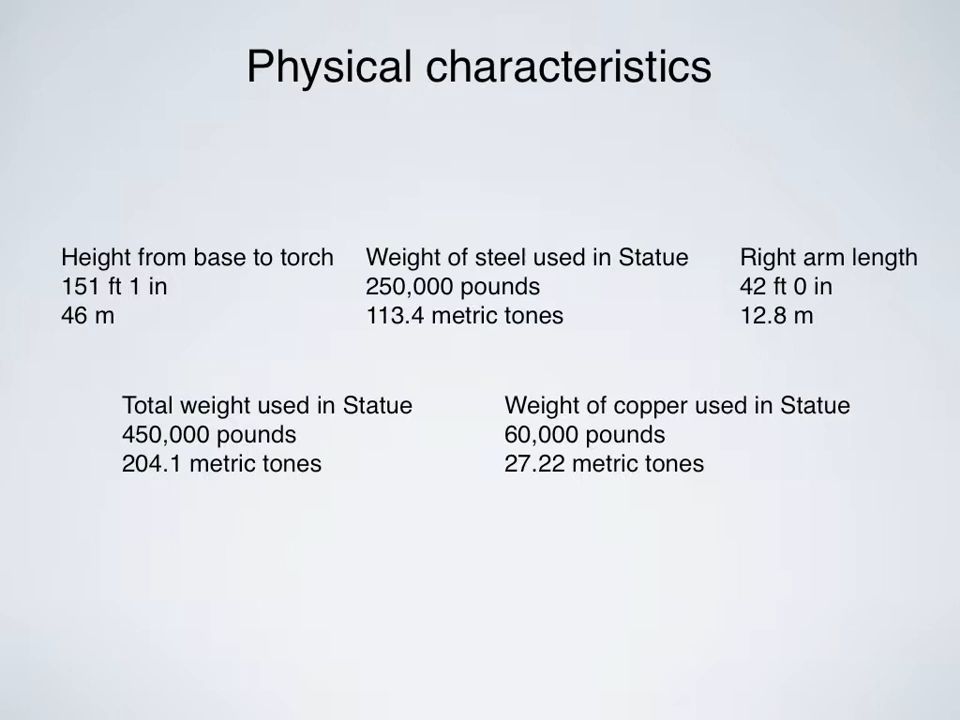 Physical characteristics
Height from base to torch
151 ft 1 in
46 m
Weight of steel used in Statue
250,000 pounds
113.4 metric tones
Right arm length
42 ft 0 in
12.8 m
Total weight used in Statue
450,000 pounds
204.1 metric tones
Weight of copper used in Statue
60,000 pounds
27.22 metric tones